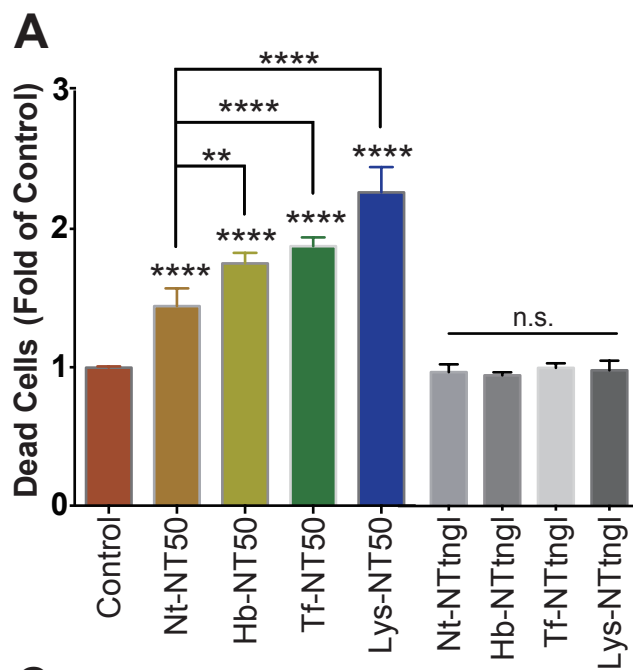 A
Dead Cells (Fold of Control)
3
2
1
0
****
****
**
****
****
****
****
n.s.
Control
Nt-NT50
Hb-NT50
Tf-NT50
Lys-NT50
Nt-NTtngl
Hb-NTtngl
Tf-NTtngl
Lys-NTtngl